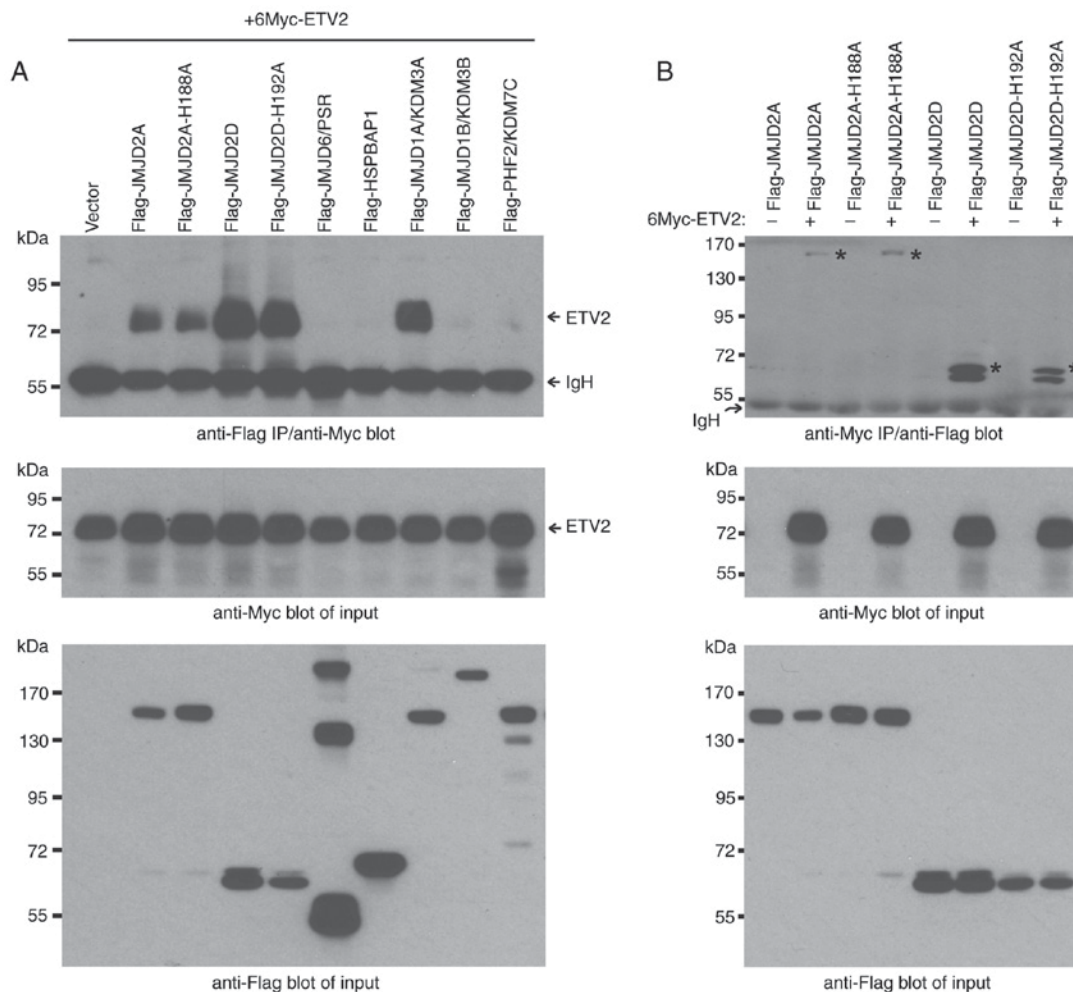 +6Myc-ETV2
A
Vector
Flag-JMJD2A
Flag-JMJD2A-H188A
Flag-JMJD2D
Flag-JMJD2D-H192A
Flag-JMJD6/PSR
Flag-HSPBAP1
Flag-JMJD1A/KDM3A
Flag-JMJD1B/KDM3B
Flag-PHF2/KDM7C
kDa
95
72
55
← ETV2
← IgH
anti-Flag IP/anti-Myc blot
kDa
95
72
55
← ETV2
anti-Myc blot of input
kDa
170
130
95
72
55
anti-Flag blot of input
B
Flag-JMJD2A
Flag-JMJD2A
Flag-JMJD2A-H188A
Flag-JMJD2A-H188A
Flag-JMJD2D
Flag-JMJD2D
Flag-JMJD2D-H192A
Flag-JMJD2D-H192A
6Myc-ETV2: – + – + – + – +
kDa
170
130
95
72
55
* *
* *
IgH
anti-Myc IP/anti-Flag blot
kDa
95
72
55
anti-Myc blot of input
kDa
170
130
95
72
55
anti-Flag blot of input